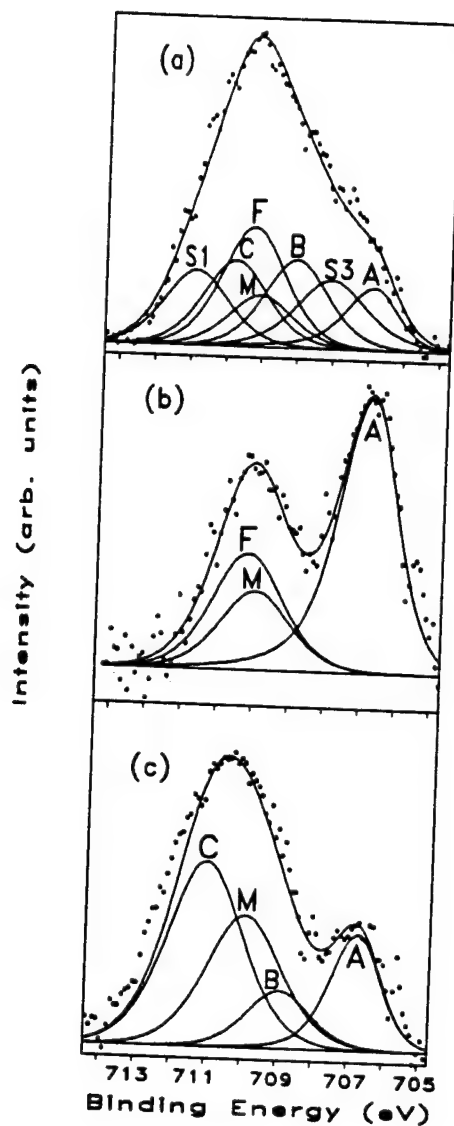 (a)
F
C
B
S1
M
S3
A
(b)
A
F
M
(c)
C
M
B
A
713 711 709 707 705
Binding Energy (eV)
Intensity (arb. units)